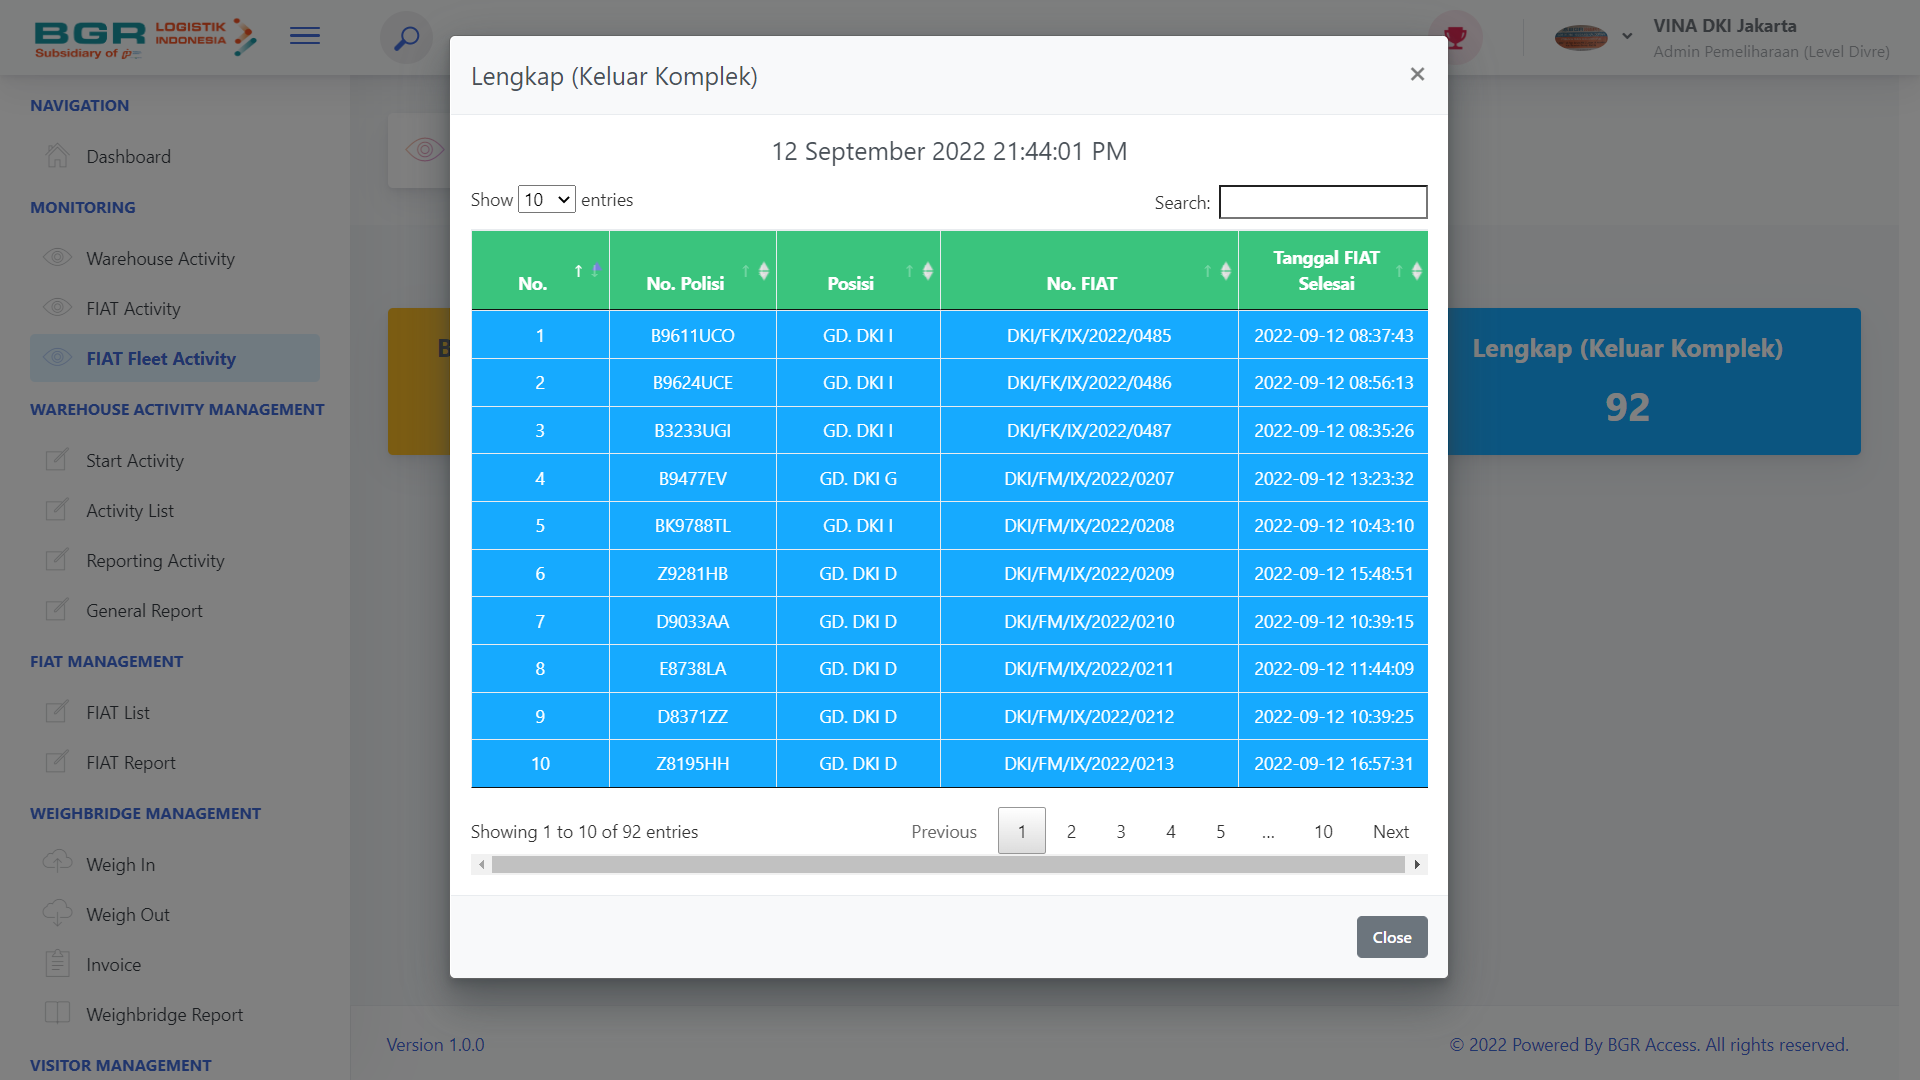 BGR LOGISTIK INDONESIA
Subsidiary of
VINA DKI Jakarta
Admin Pemeliharaan (Level Divre)
NAVIGATION
Dashboard
MONITORING
Warehouse Activity
FIAT Activity
FIAT Fleet Activity
WAREHOUSE ACTIVITY MANAGEMENT
Start Activity
Activity List
Reporting Activity
General Report
FIAT MANAGEMENT
FIAT List
FIAT Report
WEIGHBRIDGE MANAGEMENT
Weigh In
Weigh Out
Invoice
Weighbridge Report
VISITOR MANAGEMENT
Lengkap (Keluar Komplek)
×
12 September 2022 21:44:01 PM
Show 10 entries
Search:
No. No. Polisi Posisi No. FIAT Tanggal FIAT Selesai
1 B9611UCO GD. DKI I DKI/FK/IX/2022/0485 2022-09-12 08:37:43
2 B9624UCE GD. DKI I DKI/FK/IX/2022/0486 2022-09-12 08:56:13
3 B3233UGI GD. DKI I DKI/FK/IX/2022/0487 2022-09-12 08:35:26
4 B9477EV GD. DKI G DKI/FM/IX/2022/0207 2022-09-12 13:23:32
5 BK9788TL GD. DKI I DKI/FM/IX/2022/0208 2022-09-12 10:43:10
6 Z9281HB GD. DKI D DKI/FM/IX/2022/0209 2022-09-12 15:48:51
7 D9033AA GD. DKI D DKI/FM/IX/2022/0210 2022-09-12 10:39:15
8 E8738LA GD. DKI D DKI/FM/IX/2022/0211 2022-09-12 11:44:09
9 D8371ZZ GD. DKI D DKI/FM/IX/2022/0212 2022-09-12 10:39:25
10 Z8195HH GD. DKI D DKI/FM/IX/2022/0213 2022-09-12 16:57:31
Showing 1 to 10 of 92 entries
Previous 1 2 3 4 5 ... 10 Next
Close
B
Lengkap (Keluar Komplek)
92
Version 1.0.0
© 2022 Powered By BGR Access. All rights reserved.